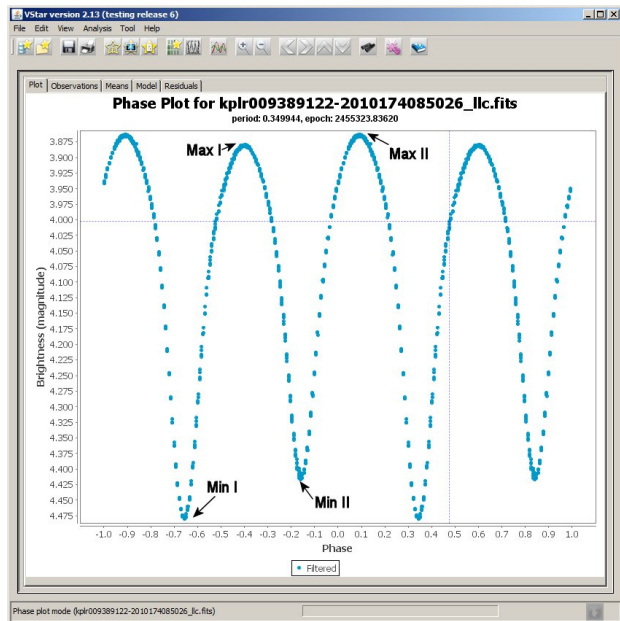 VStar version 2.13 (testing release 6)
File Edit View Analysis Tool Help
Plot Observations Means Model Residuals
Phase Plot for kplr009389122-2010174085026_llc.fits
period: 0.349944, epoch: 2455323.83620
3.875
3.900
3.925
3.950
3.975
4.000
4.025
4.050
4.075
4.100
4.125
4.150
4.175
4.200
4.225
4.250
4.275
4.300
4.325
4.350
4.375
4.400
4.425
4.450
4.475
Brightness (magnitude)
Max I
Max II
Min I
Min II
-1.0 -0.9 -0.8 -0.7 -0.6 -0.5 -0.4 -0.3 -0.2 -0.1 0.0 0.1 0.2 0.3 0.4 0.5 0.6 0.7 0.8 0.9 1.0
Phase
Filtered
Phase plot mode (kplr009389122-2010174085026_llc.fits)